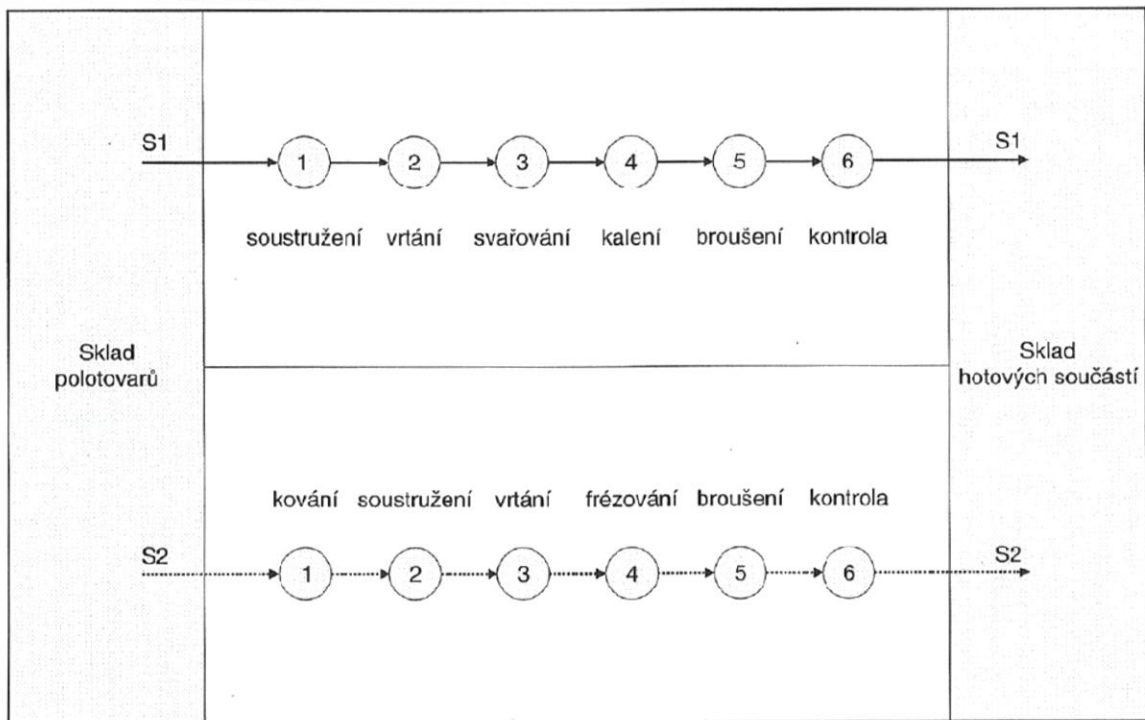 S1
1
2
3
4
5
6
S1
soustružení vrtání svařování kalení broušení kontrola
Sklad
polotovarů
Sklad
hotových součástí
kování soustružení vrtání frézování broušení kontrola
S2
1
2
3
4
5
6
S2